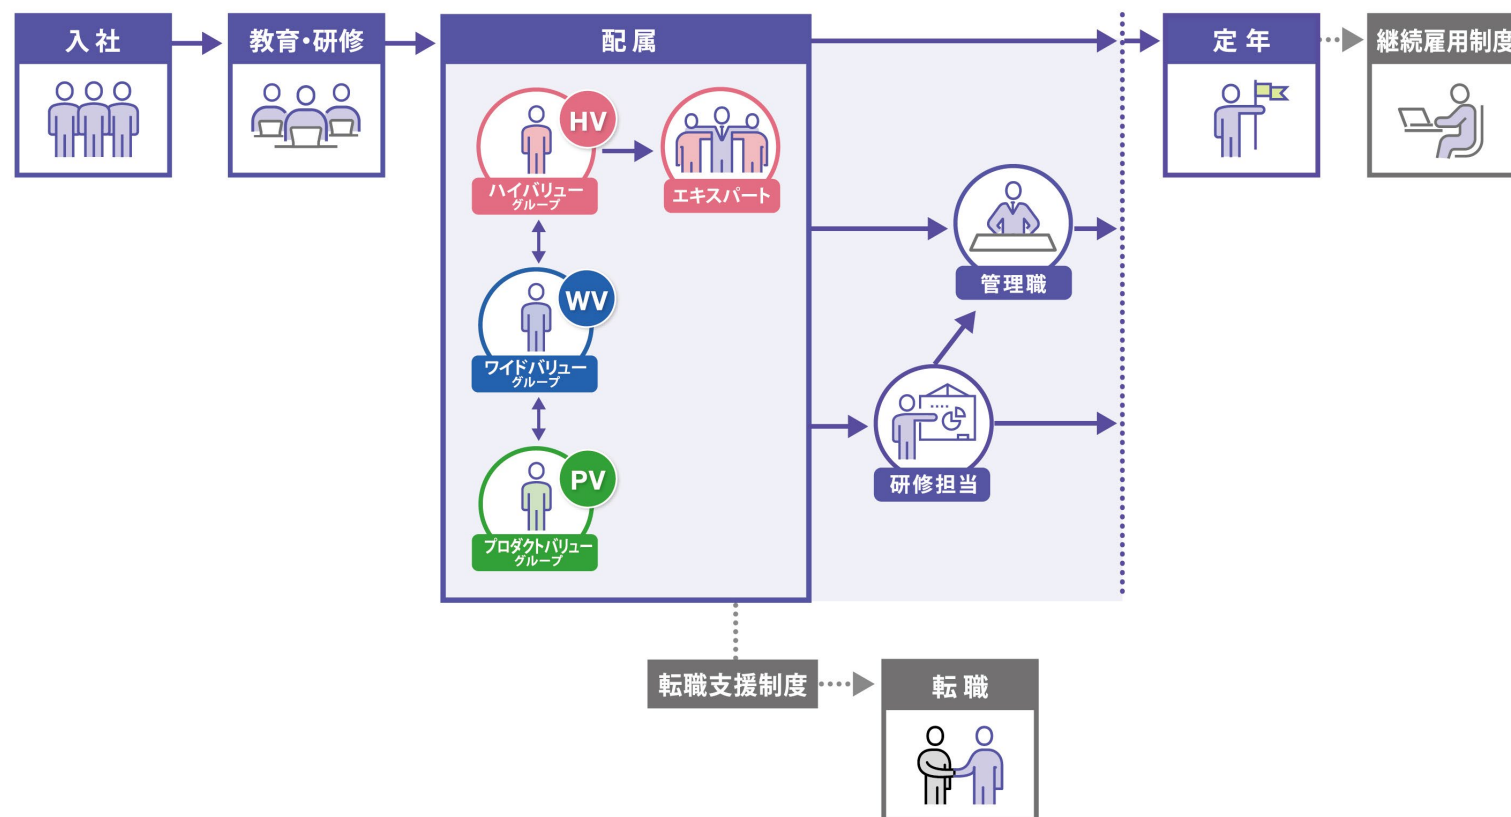 入社
教育・研修
配属
定年
継続雇用制度
HV
ハイバリュー
グループ
エキスパート
管理職
WV
ワイドバリュー
グループ
研修担当
PV
プロダクトバリュー
グループ
転職支援制度
転職